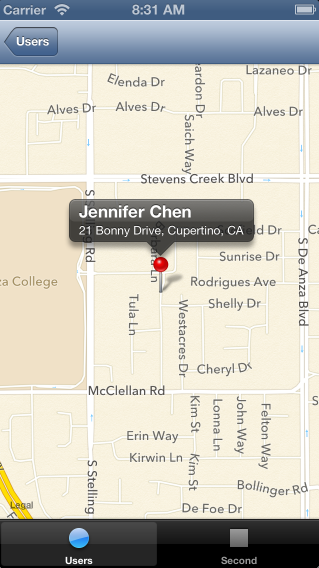 Carrier 8:31 AM
Users
Lazaneo Dr
Elenda Dr
Alves Dr
Alves Dr
Alves Dr
Saich Way
Stevens Creek Blvd
Jennifer Chen
21 Bonny Drive, Cupertino, CA
Sunrise Dr
College
Rodrigues Ave
S De Anza Blvd
Tula Ln
Shelly Dr
Westacres Dr
Cheryl Dr
McClellan Rd
Kim St
Lonna Ln
John Way
Felton Way
Erin Way
Kirwin Ln
Kim St
S Stelling
Bollinger Rd
Legal
De Foe Dr
Users
Second